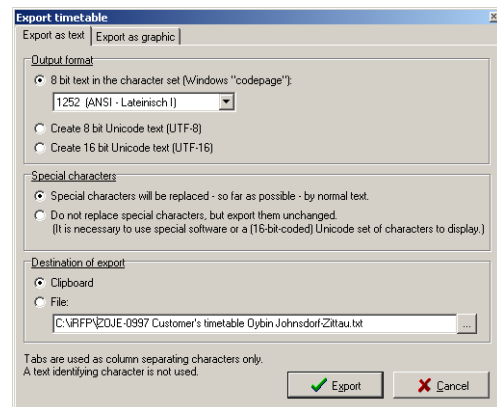 Export timetable
Export as text
Export as graphic
Output format
8 bit text in the character set (Windows "codepage"):
1252 (ANSI - Lateinisch I)
Create 8 bit Unicode text (UTF-8)
Create 16 bit Unicode text (UTF-16)
Special characters
Special characters will be replaced - so far as possible - by normal text.
Do not replace special characters, but export them unchanged.
(It is necessary to use special software or a (16-bit-coded) Unicode set of characters to display.)
Destination of export
Clipboard
File:
C:\iRFP\ZOJE-0997 Customer's timetable Oybin Johnsdorf-Zittau.txt
...
Tabs are used as column separating characters only.
A text identifying character is not used.
Export
Cancel